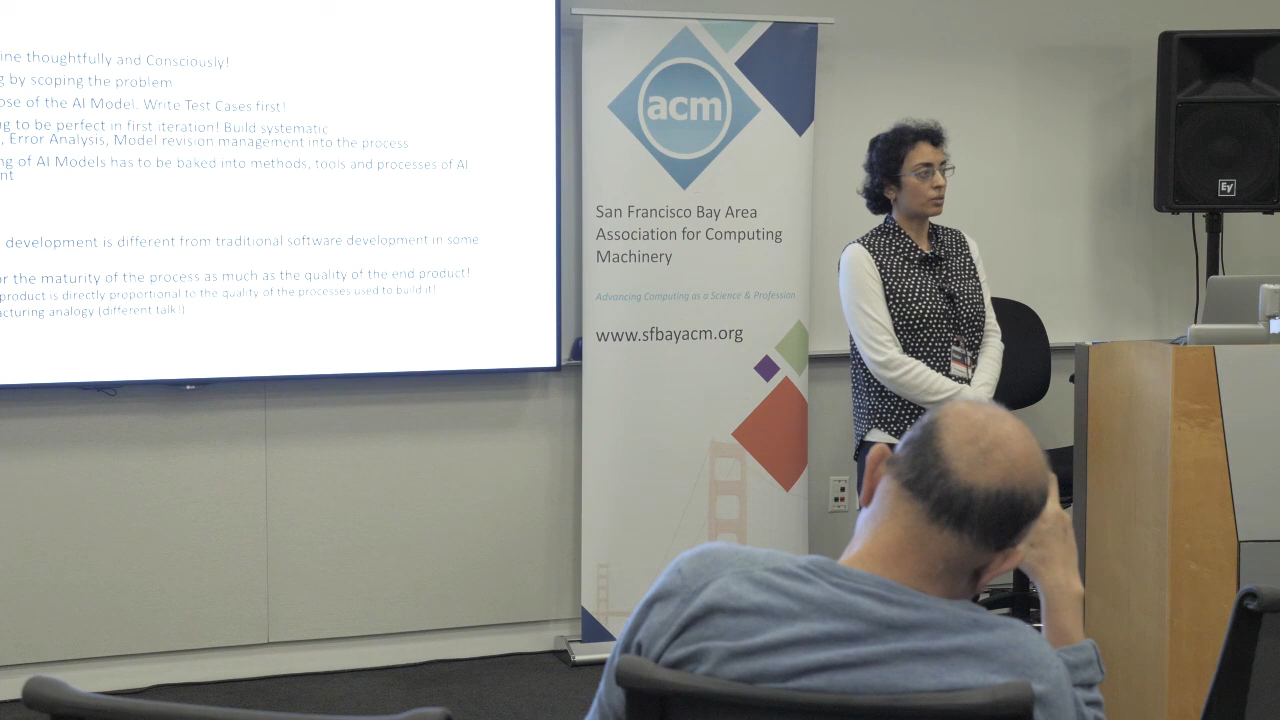 ine thoughtfully and Consciously!
g by scoping the problem
ose of the AI Model. Write Test Cases first!
ng to be perfect in first iteration! Build systematic
, Error Analysis, Model revision management into the process
ng of AI Models has to be baked into methods, tools and processes of AI
nt
development is different from traditional software development in some
or the maturity of the process as much as the quality of the end product!
product is directly proportional to the quality of the processes used to build it!
acturing analogy (different talk!)
acm
San Francisco Bay Area
Association for Computing
Machinery
Advancing Computing as a Science & Profession
www.sfbayacm.org
EV